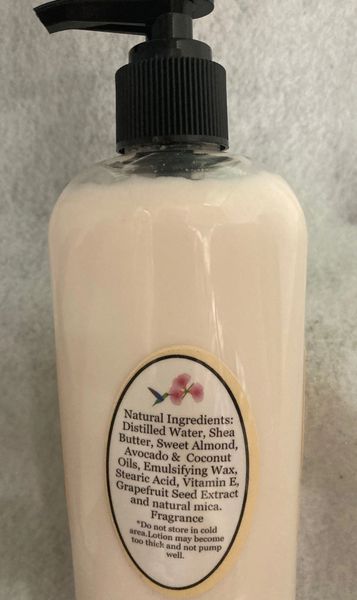 Natural Ingredients:
Distilled Water, Shea
Butter, Sweet Almond,
Avocado & Coconut
Oils, Emulsifying Wax,
Stearic Acid, Vitamin E,
Grapefruit Seed Extract
and natural mica.
Fragrance
*Do not store in cold
area.Lotion may become
too thick and not pump
well.